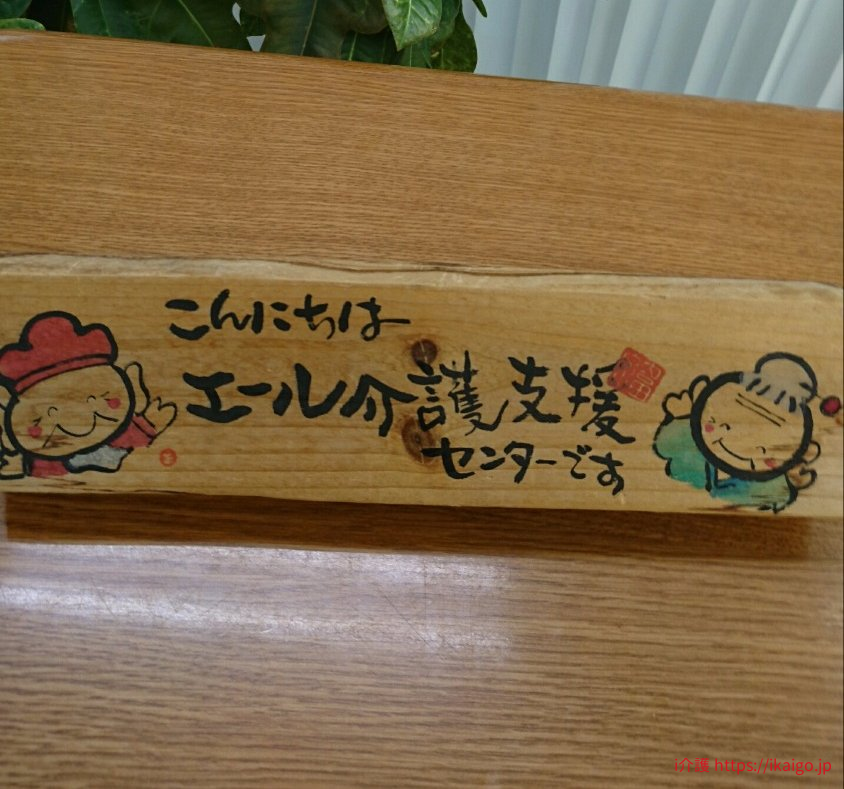 こんにちは
エール介護支援
センターです
i介護 https://ikaigo.jp